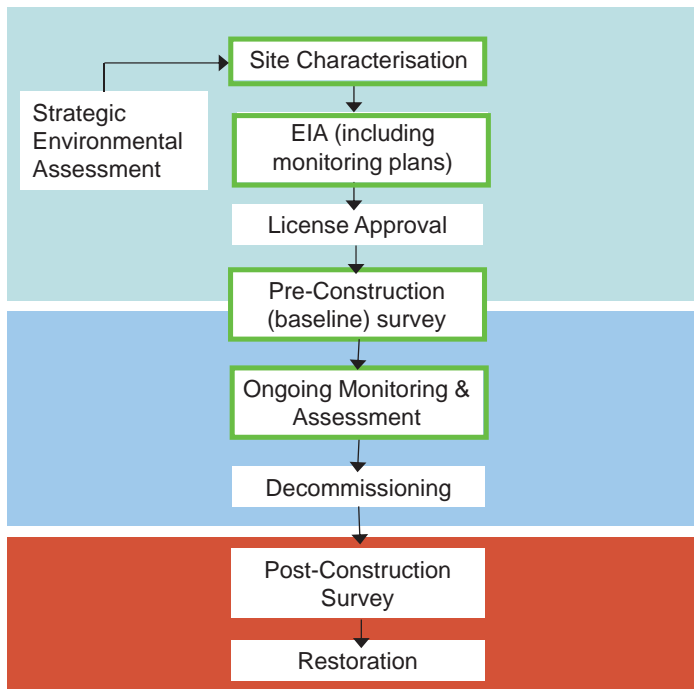 Site Characterisation
Strategic
Environmental
Assessment
EIA (including
monitoring plans)
License Approval
Pre-Construction
(baseline) survey
Ongoing Monitoring &
Assessment
Decommissioning
Post-Construction
Survey
Restoration